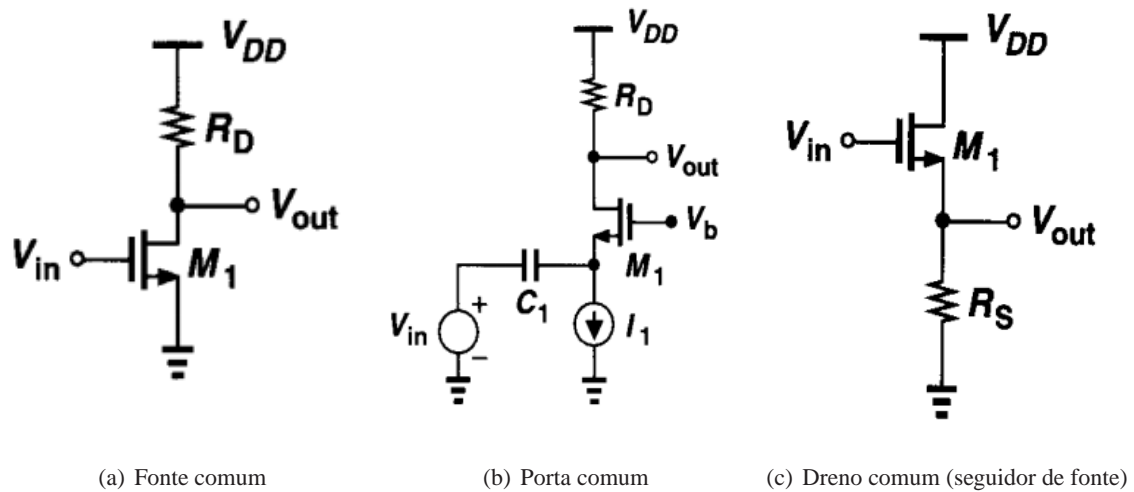 V_DD
R_D
V_out
V_in
M_1
(a) Fonte comum
V_DD
R_D
V_out
V_b
M_1
C_1
V_in
+
−
I_1
(b) Porta comum
V_DD
V_in
M_1
V_out
R_S
(c) Dreno comum (seguidor de fonte)